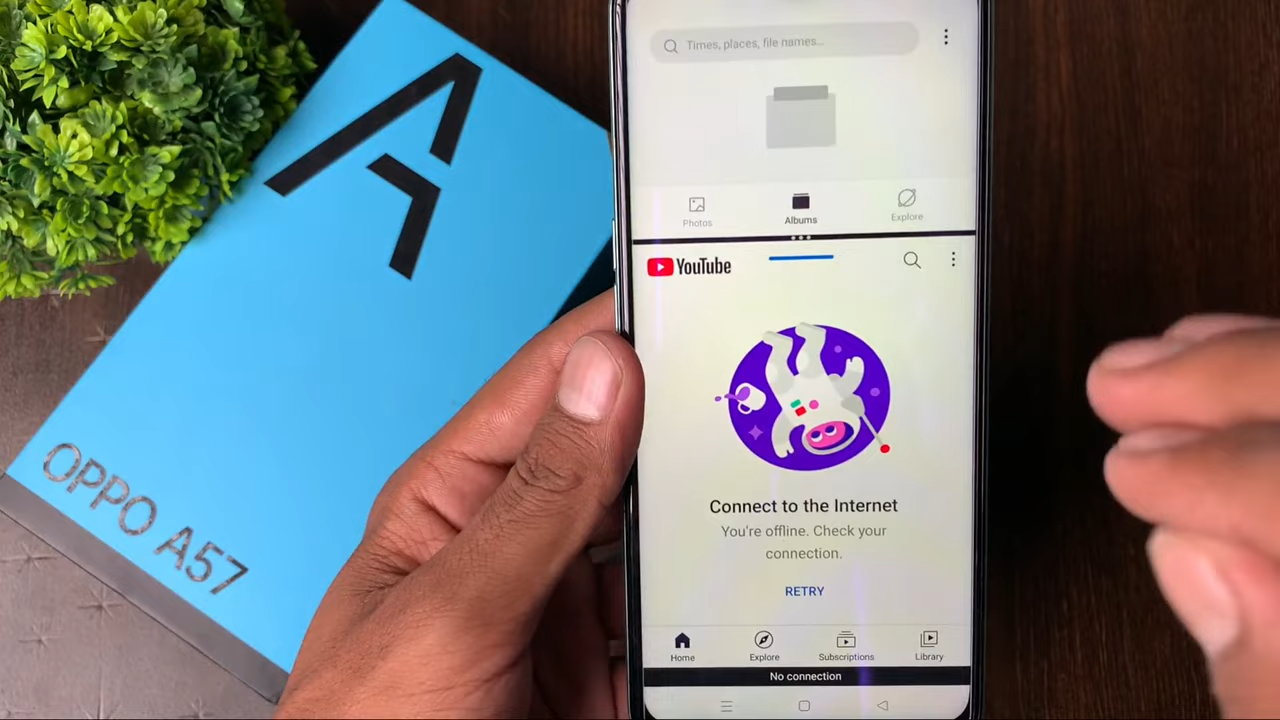 OPPO A57
Times, places, file names...
Photos
Albums
Explore
YouTube
Connect to the Internet
You're offline. Check your
connection.
RETRY
Home
Explore
Subscriptions
Library
No connection